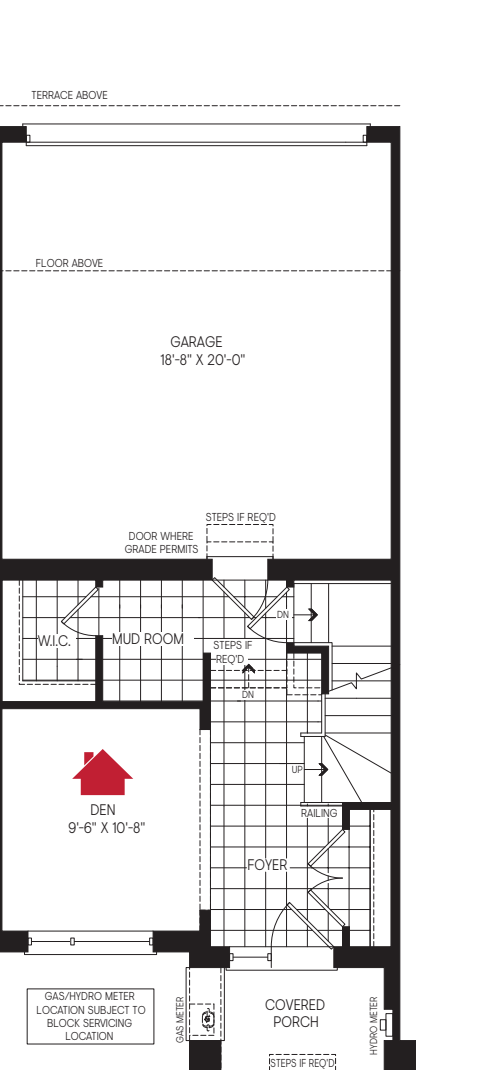 TERRACE ABOVE
FLOOR ABOVE
GARAGE
18'-8" X 20'-0"
STEPS IF REQ'D
DOOR WHERE
GRADE PERMITS
DN
W.I.C.
MUD ROOM
STEPS IF
REQ'D
DN
UP
DEN
9'-6" X 10'-8"
RAILING
FOYER
GAS/HYDRO METER
LOCATION SUBJECT TO
BLOCK SERVICING
LOCATION
GAS METER
COVERED
PORCH
HYDRO METER
STEPS IF REQ'D